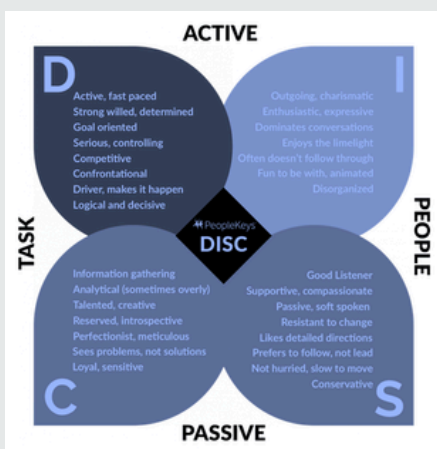 ACTIVE
D
Active, fast paced
Strong willed, determined
Goal oriented
Serious, controlling
Competitive
Confrontational
Driver, makes it happen
Logical and decisive
I
Outgoing, charismatic
Enthusiastic, expressive
Dominates conversations
Enjoys the limelight
Often doesn't follow through
Fun to be with, animated
Disorganized
TASK
PeopleKeys
DISC
PEOPLE
Information gathering
Analytical (sometimes overly)
Talented, creative
Reserved, introspective
Perfectionist, meticulous
Sees problems, not solutions
Loyal, sensitive
C
Good Listener
Supportive, compassionate
Passive, soft spoken
Resistant to change
Likes detailed directions
Prefers to follow, not lead
Not hurried, slow to move
Conservative
S
PASSIVE